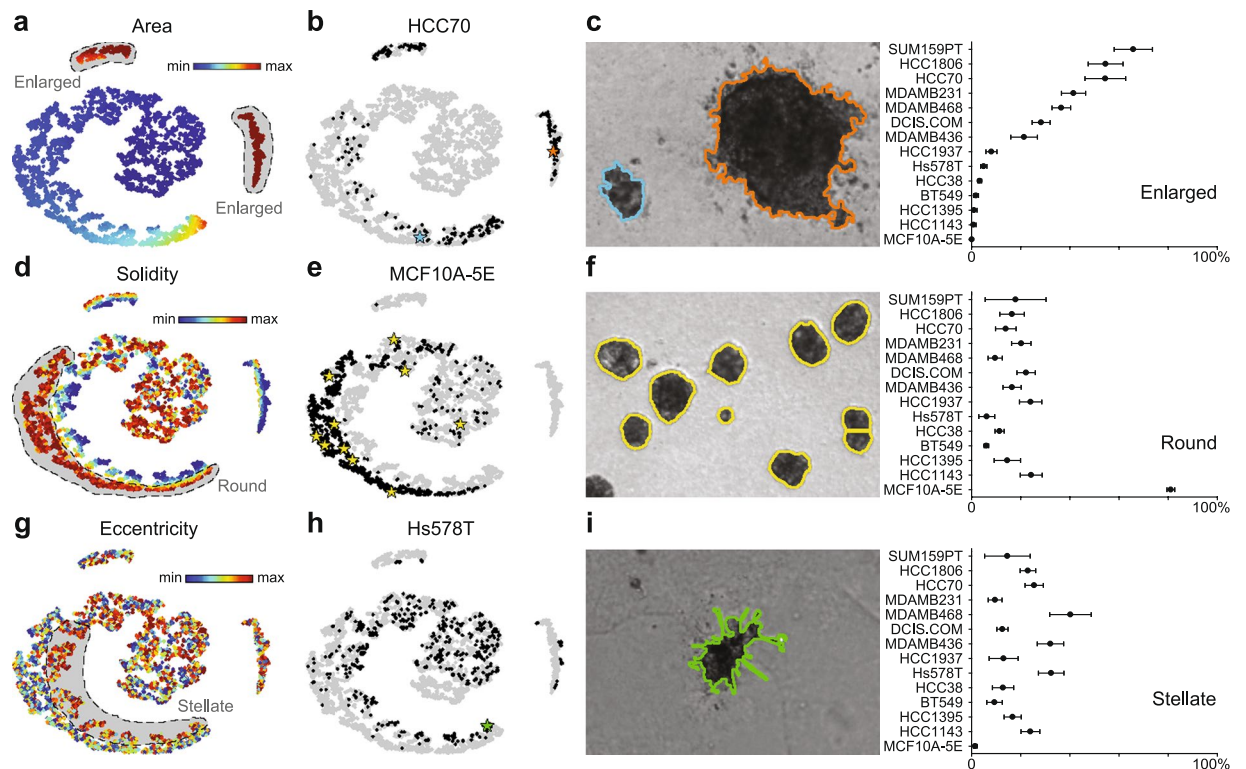 a
Area
Enlarged
min
max
Enlarged
b
HCC70
c
SUM159PT
HCC1806
HCC70
MDAMB231
MDAMB468
DCIS.COM
MDAMB436
HCC1937
Hs578T
HCC38
BT549
HCC1395
HCC1143
MCF10A-5E
Enlarged
0
100%
d
Solidity
min
max
Round
e
MCF10A-5E
f
SUM159PT
HCC1806
HCC70
MDAMB231
MDAMB468
DCIS.COM
MDAMB436
HCC1937
Hs578T
HCC38
BT549
HCC1395
HCC1143
MCF10A-5E
Round
0
100%
g
Eccentricity
min
max
Stellate
h
Hs578T
i
SUM159PT
HCC1806
HCC70
MDAMB231
MDAMB468
DCIS.COM
MDAMB436
HCC1937
Hs578T
HCC38
BT549
HCC1395
HCC1143
MCF10A-5E
Stellate
0
100%